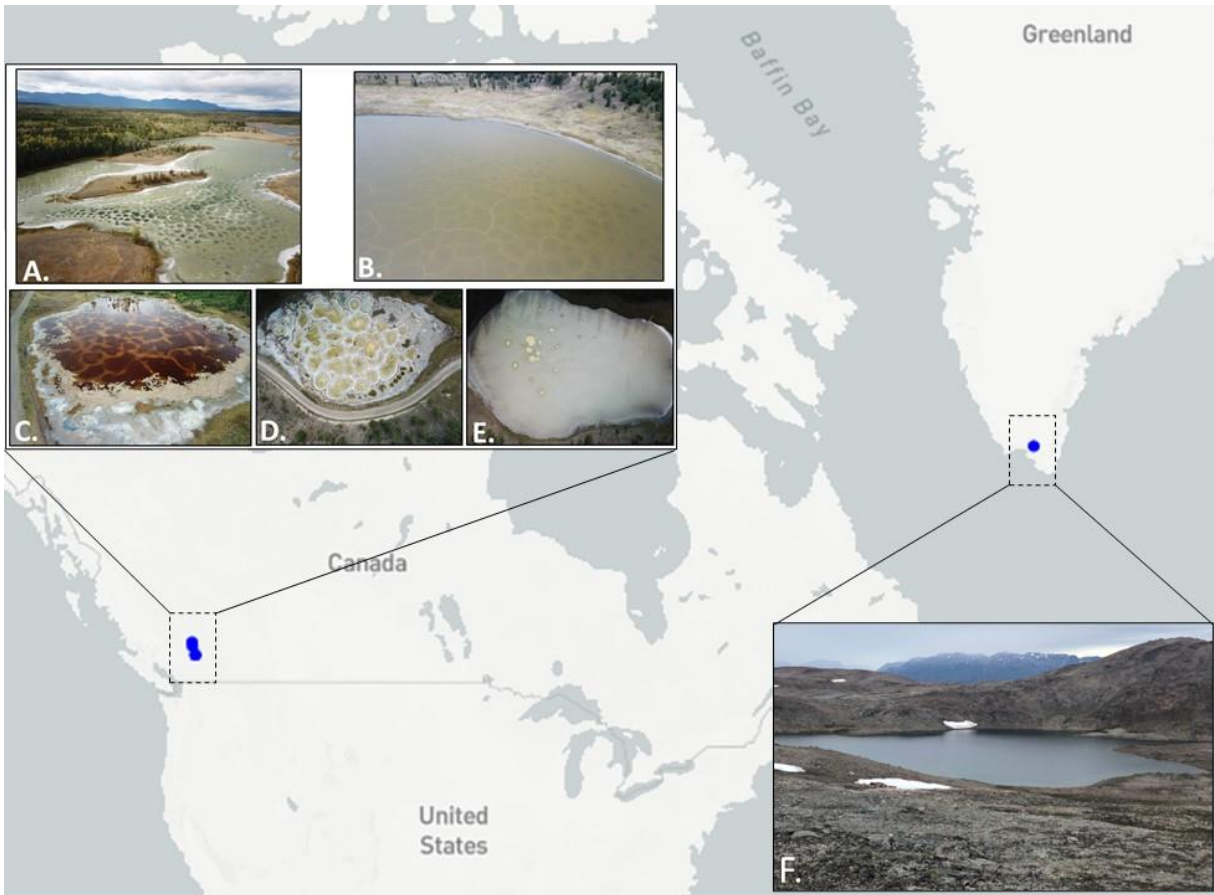 Greenland
Baffin Bay
A.
B.
C.
D.
E.
Canada
United
States
F.